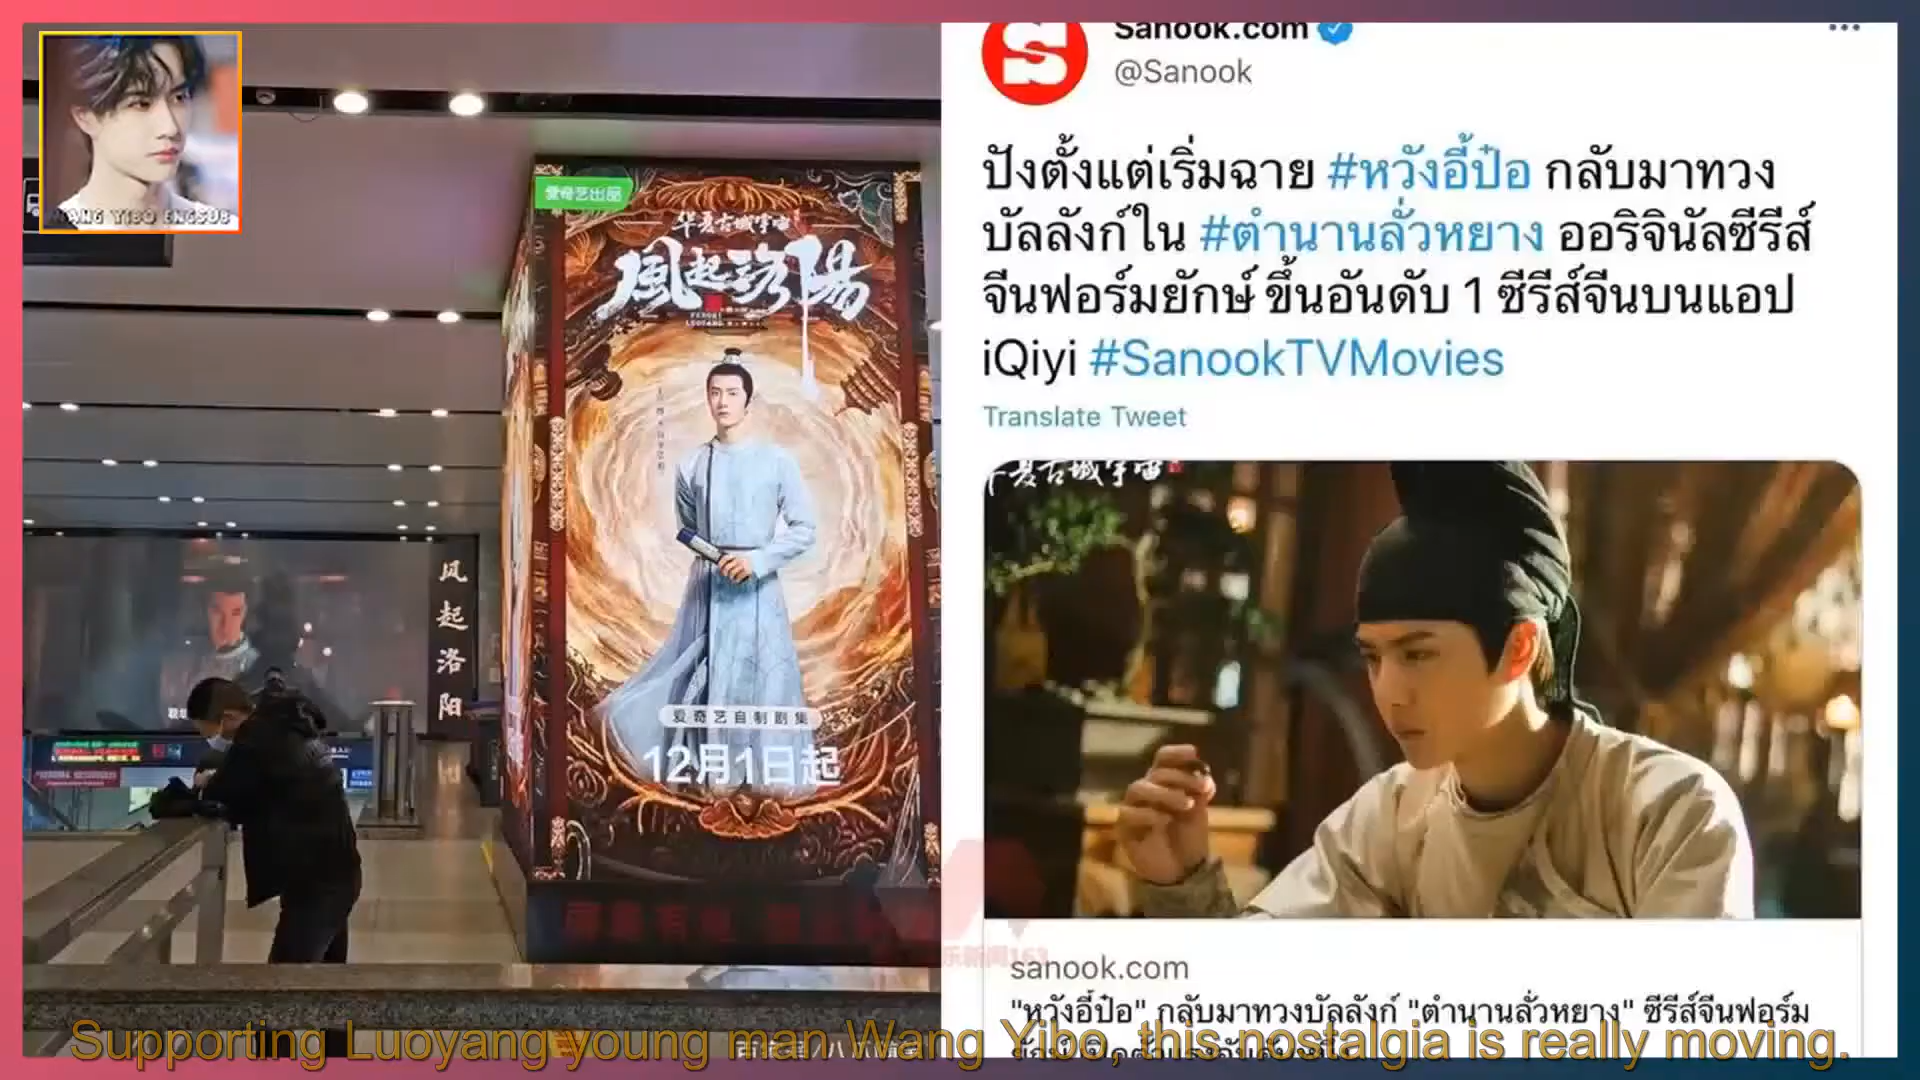 WANG YIBO ENGSUB
爱奇艺出品
华夏古城宇宙
風起洛陽
LUOYANG
爱奇艺自制剧集
12月1日起
风起洛阳
Sanook.com
@Sanook
ปังตั้งแต่เริ่มฉาย #หวังอี้ป๋อ กลับมาทวง
บัลลังก์ใน #ตำนานลั่วหยาง ออริจินัลซีรีส์
จีนฟอร์มยักษ์ ขึ้นอันดับ 1 ซีรีส์จีนบนแอป
iQiyi #SanookTVMovies
Translate Tweet
华夏古城宇宙
sanook.com
"หวังอี้ป๋อ" กลับมาทวงบัลลังก์ "ตำนานลั่วหยาง" ซีรีส์จีนฟอร์ม
Supporting Luoyang young man Wang Yibo, this nostalgia is really moving.